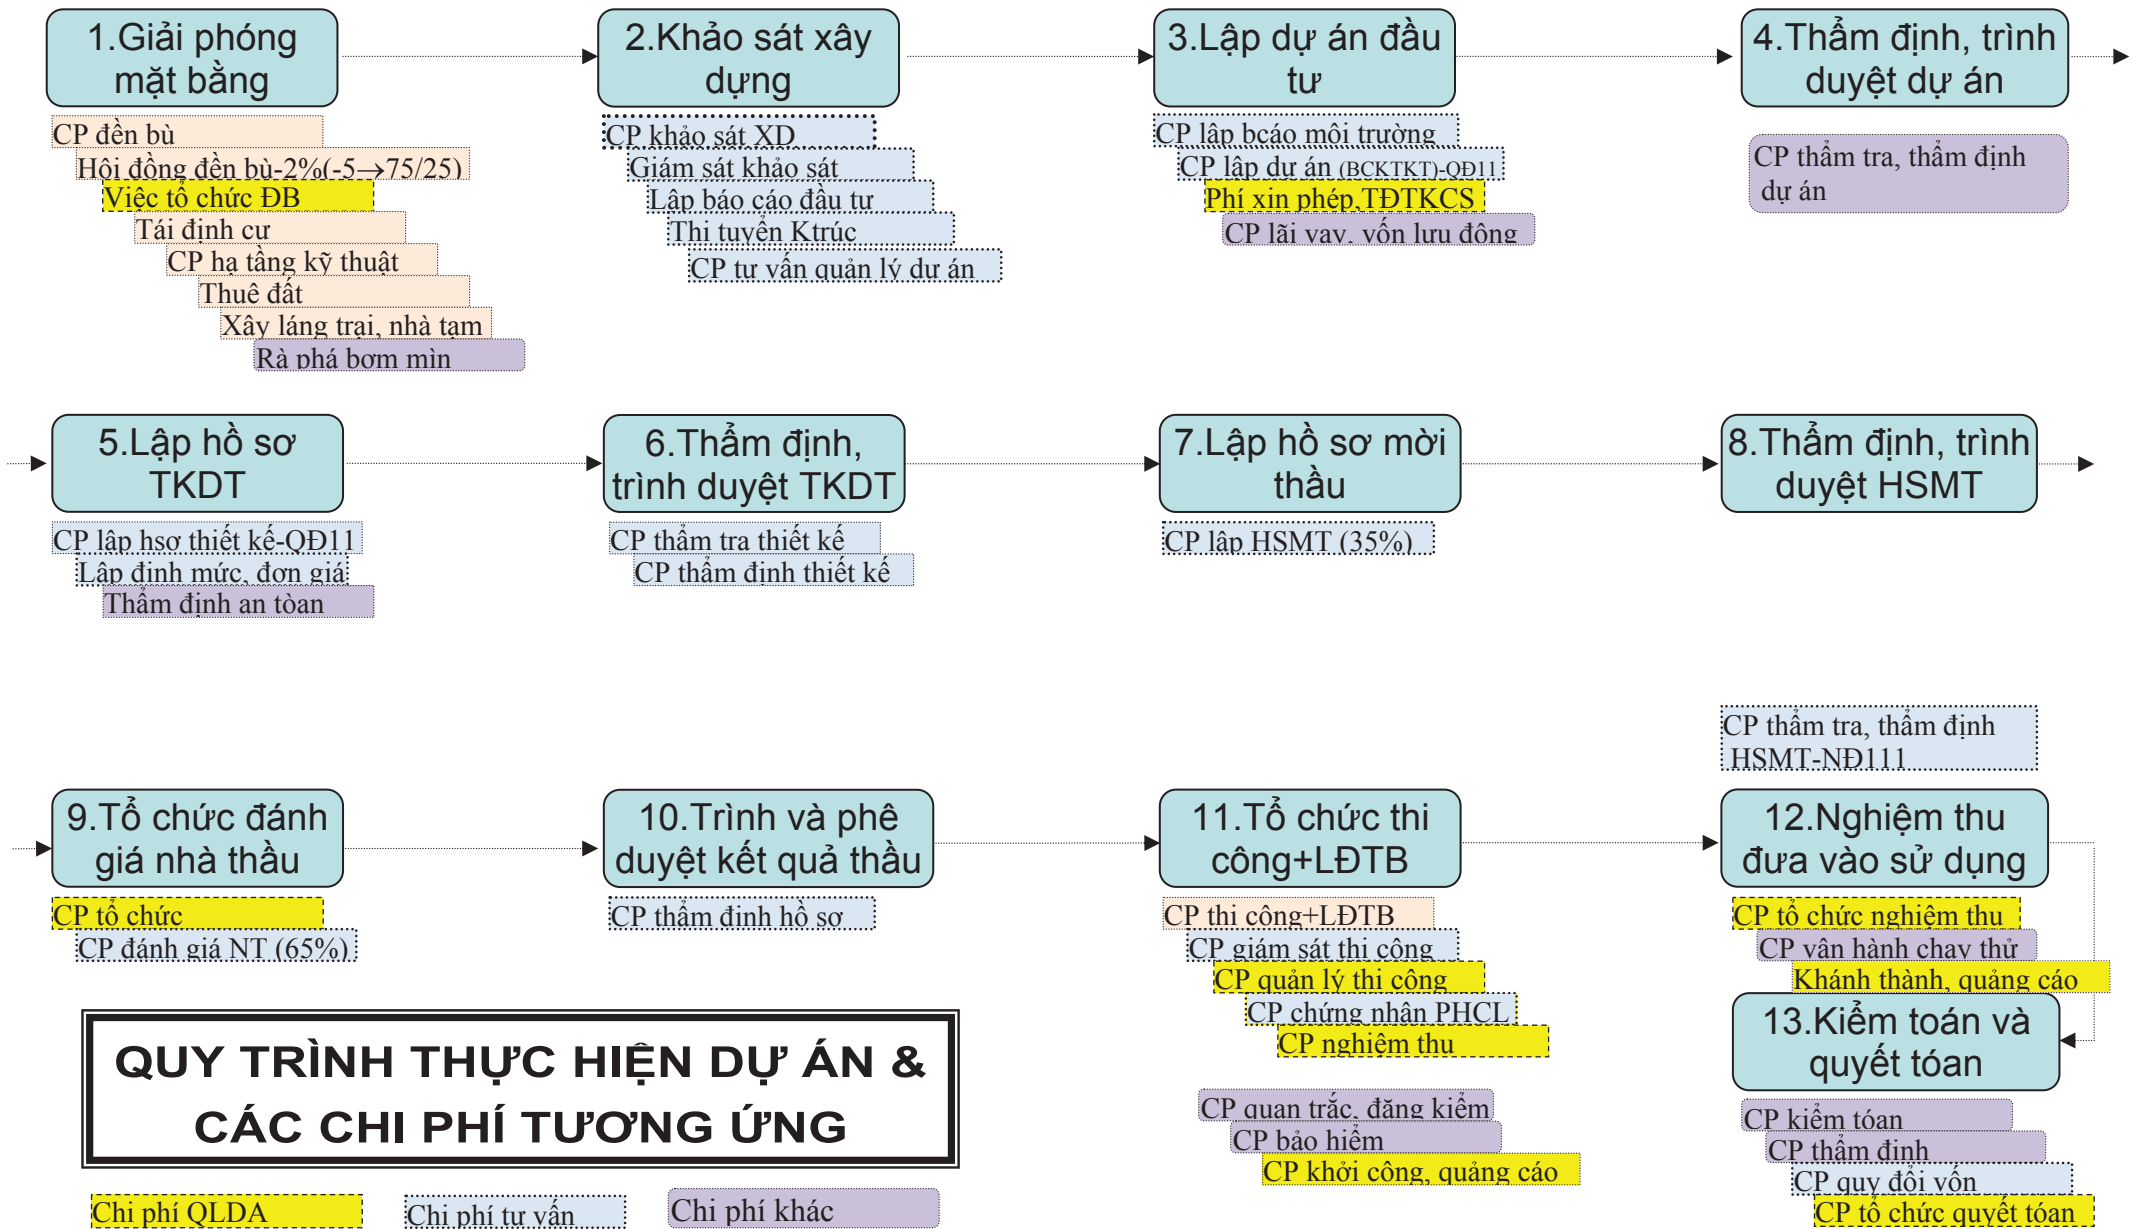 1.Giải phóng
mặt bằng
2.Khảo sát xây
dựng
3.Lập dự án đầu
tư
4.Thẩm định, trình
duyệt dự án
CP đền bù
Hội đồng đền bù-2%(-5→75/25)
Việc tổ chức ĐB
Tái định cư
CP hạ tầng kỹ thuật
Thuê đất
Xây láng trại, nhà tạm
Rà phá bơm mìn
CP khảo sát XD
Giám sát khảo sát
Lập báo cáo đầu tư
Thi tuyển Ktrúc
CP tư vấn quản lý dự án
CP lập bcáo môi trường
CP lập dự án (BCKTKT)-QĐ11
Phí xin phép,TĐTKCS
CP lãi vay, vốn lưu động
CP thẩm tra, thẩm định
dự án
5.Lập hồ sơ
TKDT
6.Thẩm định,
trình duyệt TKDT
7.Lập hồ sơ mời
thầu
8.Thẩm định, trình
duyệt HSMT
CP lập hsơ thiết kế-QĐ11
Lập định mức, đơn giá
Thẩm định an tòan
CP thẩm tra thiết kế
CP thẩm định thiết kế
CP lập HSMT (35%)
CP thẩm tra, thẩm định
HSMT-NĐ111
9.Tổ chức đánh
giá nhà thầu
10.Trình và phê
duyệt kết quả thầu
11.Tổ chức thi
công+LĐTB
12.Nghiệm thu
đưa vào sử dụng
CP tổ chức
CP đánh giá NT (65%)
CP thẩm định hồ sơ
CP thi công+LĐTB
CP giám sát thi công
CP quản lý thi công
CP chứng nhận PHCL
CP nghiệm thu
CP quan trắc, đăng kiểm
CP bảo hiểm
CP khởi công, quảng cáo
CP tổ chức nghiệm thu
CP vận hành chạy thử
Khánh thành, quảng cáo
13.Kiểm toán và
quyết tóan
CP kiểm tóan
CP thẩm định
CP quy đổi vốn
CP tổ chức quyết tóan
QUY TRÌNH THỰC HIỆN DỰ ÁN &
CÁC CHI PHÍ TƯƠNG ỨNG
Chi phí QLDA
Chi phí tư vấn
Chi phí khác